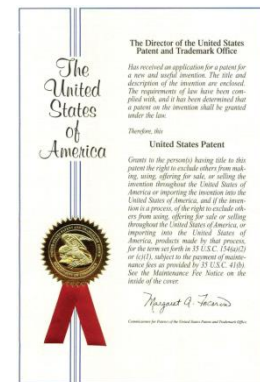 The
United
States
of
America
The Director of the United States
Patent and Trademark Office
Has received an application for a patent for
a new and useful invention. The title and
description of the invention are enclosed.
The requirements of law have been com-
plied with, and it has been determined that
a patent on the invention shall be granted
under the law.
Therefore, this
United States Patent
Grants to the person(s) having title to this
patent the right to exclude others from mak-
ing, using, offering for sale, or selling the
invention throughout the United States of
America or importing the invention into the
United States of America, and if the inven-
tion is a process, of the right to exclude oth-
ers from using, offering for sale or selling
throughout the United States of America, or
importing into the United States of
America, products made by that process,
for the term set forth in 35 U.S.C. 154(a)(2)
or (c)(1), subject to the payment of mainte-
nance fees as provided by 35 U.S.C. 41(b).
See the Maintenance Fee Notice on the
inside of the cover.
Margaret A. Focarino
Commissioner for Patents of the United States Patent and Trademark Office